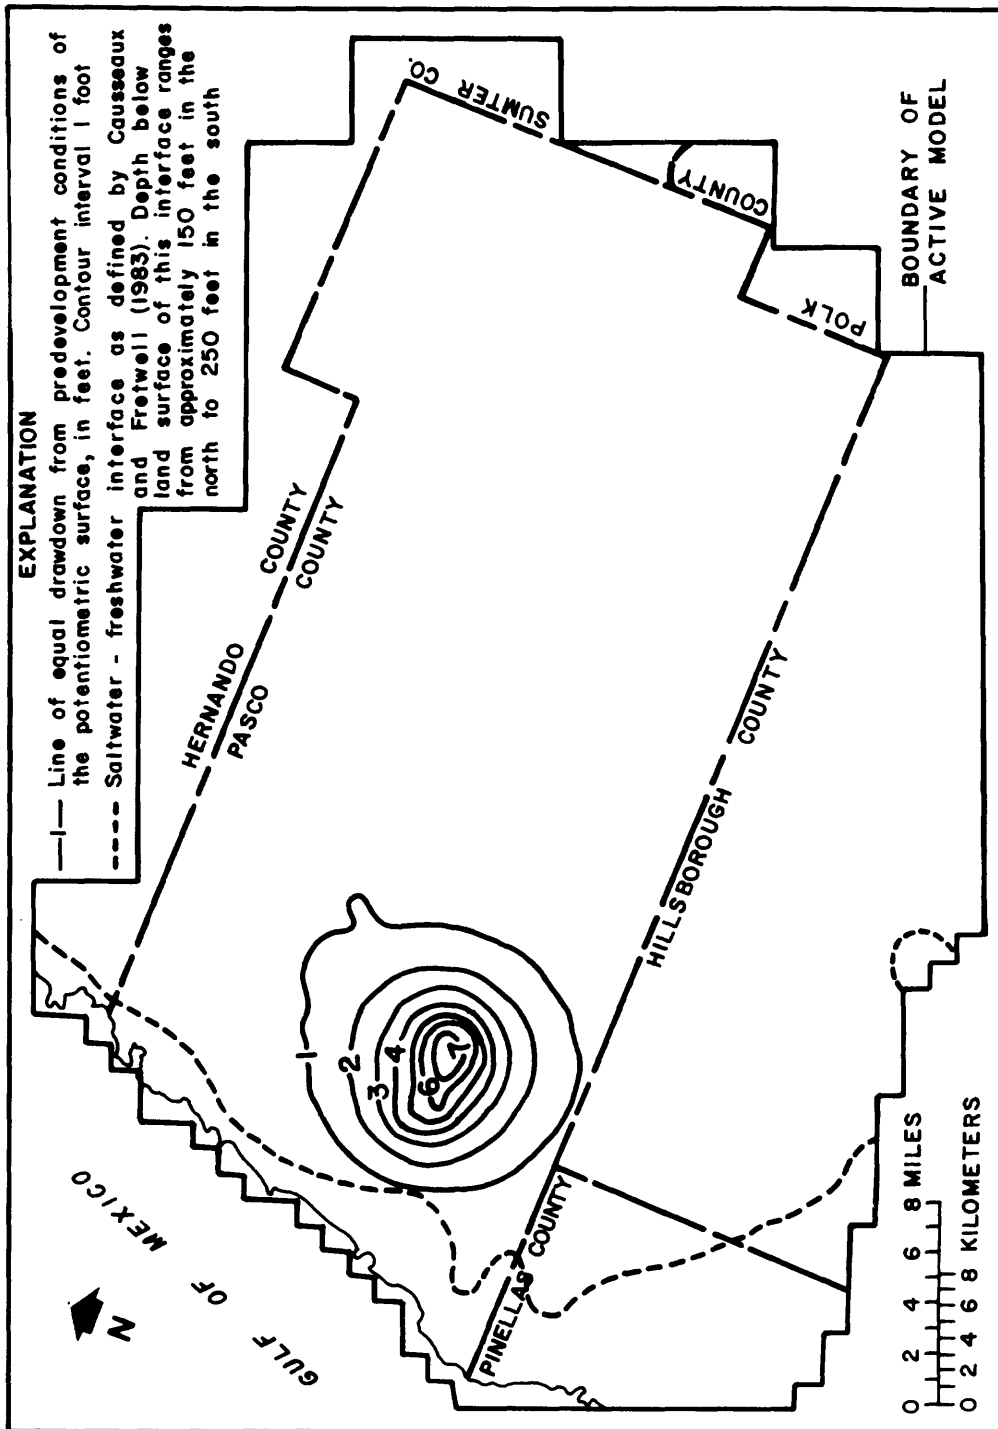 EXPLANATION
—1— Line of equal drawdown from predevelopment conditions of
the potentiometric surface, in feet. Contour interval 1 foot
---- Saltwater - freshwater interface as defined by Causseaux
and Fretwell (1983). Depth below
land surface of this interface ranges
from approximately 150 feet in the
north to 250 feet in the south
SUMTER CO.
COUNTY
POLK
BOUNDARY OF
ACTIVE MODEL
HERNANDO COUNTY
PASCO COUNTY
HILLSBOROUGH COUNTY
PINELLAS COUNTY
1
2
3
4
6
7
GULF OF MEXICO
N
0 2 4 6 8 MILES
0 2 4 6 8 KILOMETERS